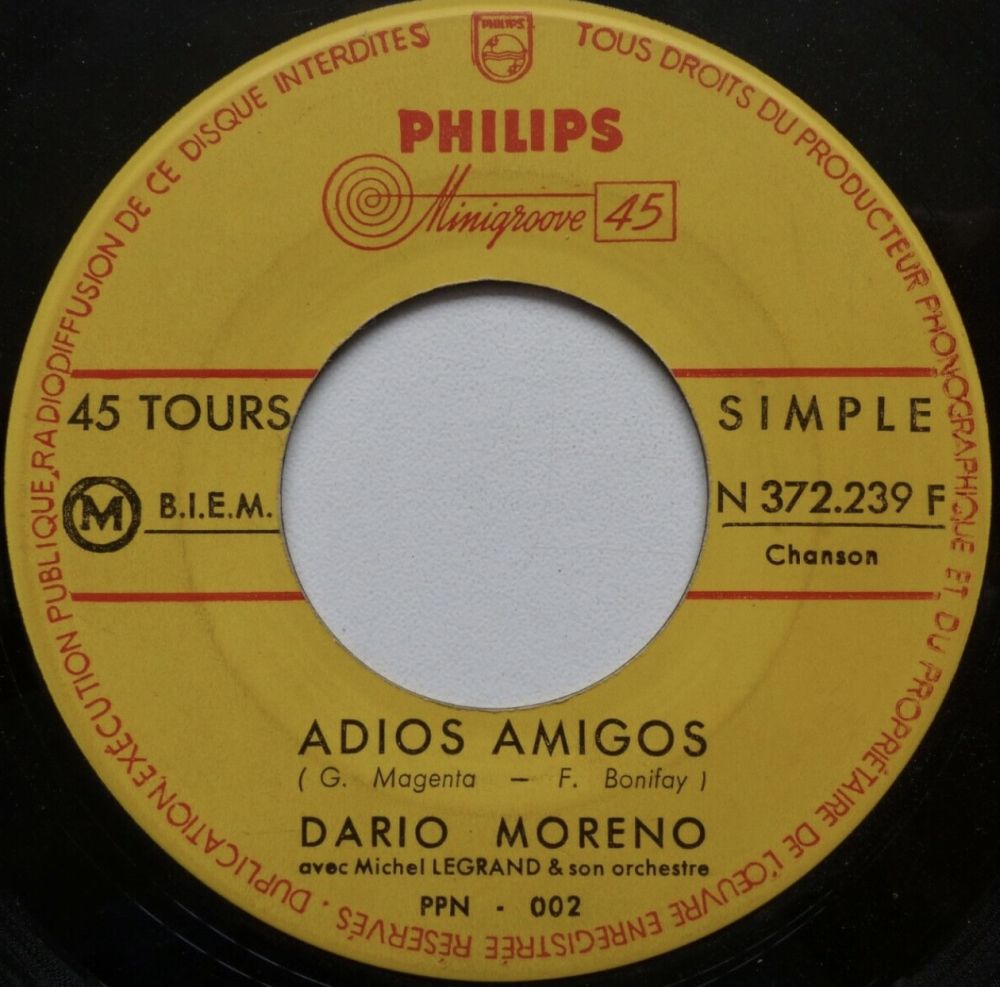 TOUS DROITS DU PRODUCTEUR PHONOGRAPHIQUE ET DU PROPRIÉTAIRE DE L'ŒUVRE ENREGISTRÉE RÉSERVÉS . DUPLICATION, EXÉCUTION PUBLIQUE, RADIODIFFUSION DE CE DISQUE INTERDITES
PHILIPS
PHILIPS
Minigroove 45
45 TOURS SIMPLE
M B.I.E.M. N 372.239 F
Chanson
ADIOS AMIGOS
( G. Magenta – F. Bonifay )
DARIO MORENO
avec Michel LEGRAND & son orchestre
PPN - 002